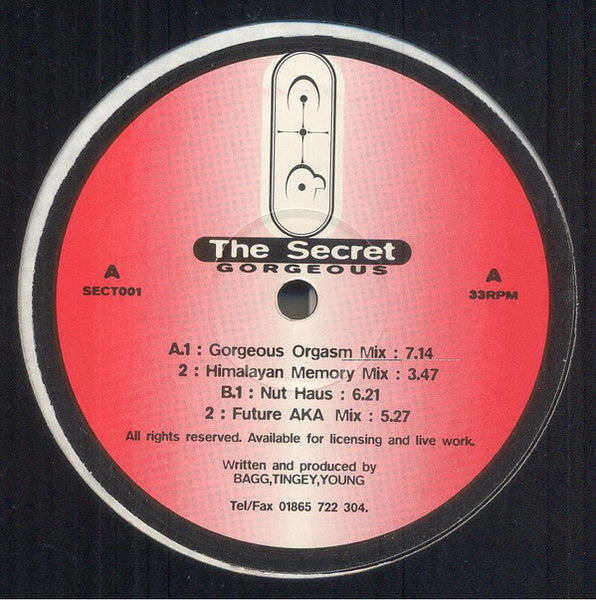 The Secret
GORGEOUS
A
SECT001
A
33RPM
A.1 : Gorgeous Orgasm Mix : 7.14
2 : Himalayan Memory Mix : 3.47
B.1 : Nut Haus : 6.21
2 : Future AKA Mix : 5.27
All rights reserved. Available for licensing and live work.
Written and produced by
BAGG,TINGEY,YOUNG
Tel/Fax 01865 722 304.